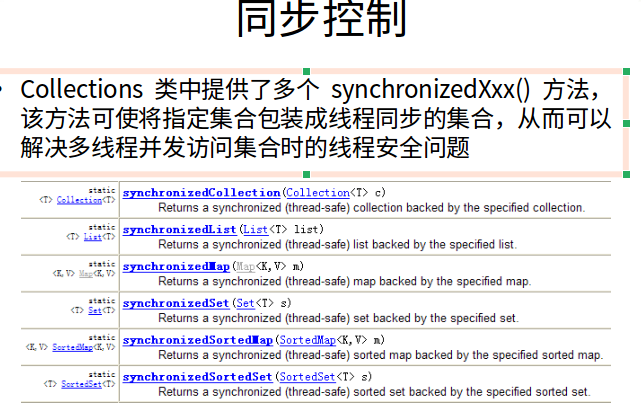 同步控制
• Collections 类中提供了多个 synchronizedXxx() 方法，
该方法可使将指定集合包装成线程同步的集合，从而可以
解决多线程并发访问集合时的线程安全问题
static synchronizedCollection(Collection<T> c)
<T> Collection<T> Returns a synchronized (thread-safe) collection backed by the specified collection.
static synchronizedList(List<T> list)
<T> List<T> Returns a synchronized (thread-safe) list backed by the specified list.
static synchronizedMap(Map<K,V> m)
<K,V> Map<K,V> Returns a synchronized (thread-safe) map backed by the specified map.
static synchronizedSet(Set<T> s)
<T> Set<T> Returns a synchronized (thread-safe) set backed by the specified set.
static synchronizedSortedMap(SortedMap<K,V> m)
<K,V> SortedMap<K,V> Returns a synchronized (thread-safe) sorted map backed by the specified sorted map.
static synchronizedSortedSet(SortedSet<T> s)
<T> SortedSet<T> Returns a synchronized (thread-safe) sorted set backed by the specified sorted set.